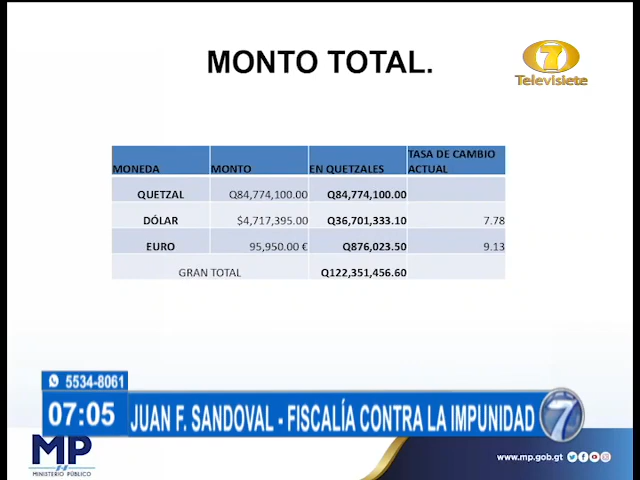 MONTO TOTAL.
7
Televisiete
MONEDA MONTO EN QUETZALES TASA DE CAMBIO ACTUAL
QUETZAL Q84,774,100.00 Q84,774,100.00
DÓLAR $4,717,395.00 Q36,701,333.10 7.78
EURO 95,950.00 € Q876,023.50 9.13
GRAN TOTAL Q122,351,456.60
5534-8061
07:05 JUAN F. SANDOVAL - FISCALÍA CONTRA LA IMPUNIDAD 7
MP
MINISTERIO PÚBLICO
www.mp.gob.gt